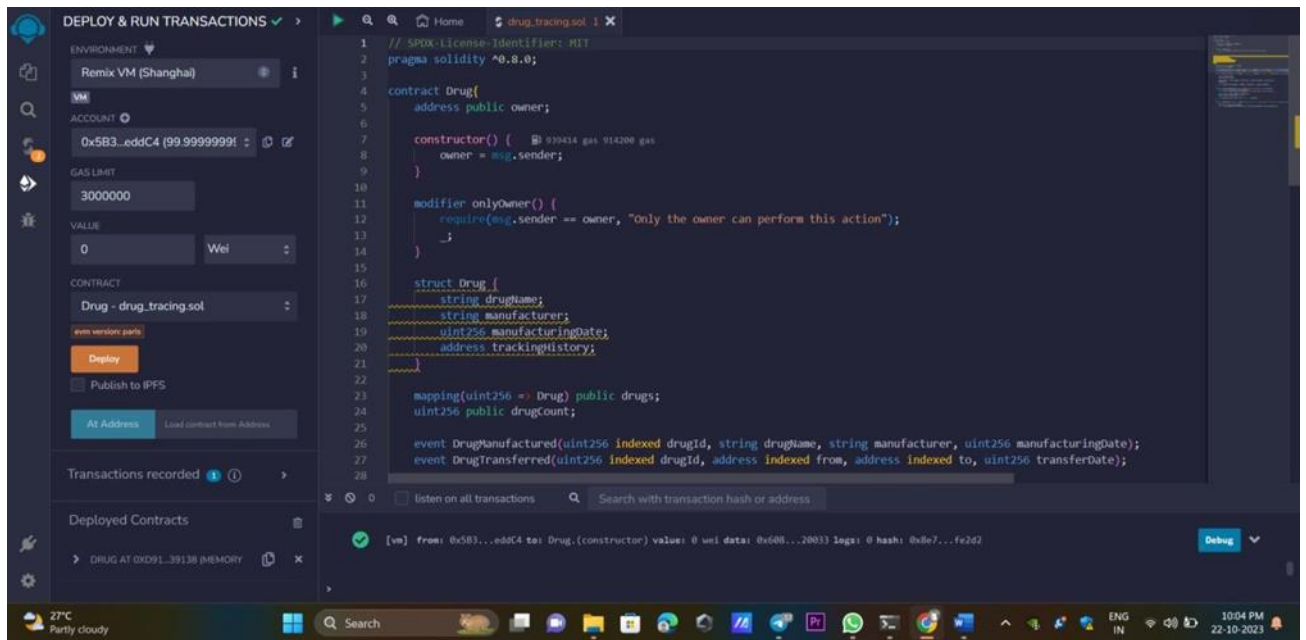 DEPLOY & RUN TRANSACTIONS
ENVIRONMENT
Remix VM (Shanghai)
VM
ACCOUNT
0x5B3...eddC4 (99.9999999
GAS LIMIT
3000000
VALUE
0 Wei
CONTRACT
Drug - drug_tracing.sol
evm version: paris
Deploy
Publish to IPFS
At Address Load contract from Address
Transactions recorded 1
Deployed Contracts
DRUG AT 0XD91...39138 (MEMORY
Home drug_tracing.sol 1
1 // SPDX-License-Identifier: MIT
2 pragma solidity ^0.8.0;
3
4 contract Drug{
5 address public owner;
6
7 constructor() { 939414 gas 914200 gas
8 owner = msg.sender;
9 }
10
11 modifier onlyOwner() {
12 require(msg.sender == owner, "Only the owner can perform this action");
13 _;
14 }
15
16 struct Drug {
17 string drugName;
18 string manufacturer;
19 uint256 manufacturingDate;
20 address trackingHistory;
21 }
22
23 mapping(uint256 => Drug) public drugs;
24 uint256 public drugCount;
25
26 event DrugManufactured(uint256 indexed drugId, string drugName, string manufacturer, uint256 manufacturingDate);
27 event DrugTransferred(uint256 indexed drugId, address indexed from, address indexed to, uint256 transferDate);
28
0 listen on all transactions Search with transaction hash or address
[vm] from: 0x5B3...eddC4 to: Drug.(constructor) value: 0 wei data: 0x608...20033 logs: 0 hash: 0x8e7...fe2d2
Debug
>
27°C
Partly cloudy
Search
ENG
IN
10:04 PM
22-10-2023